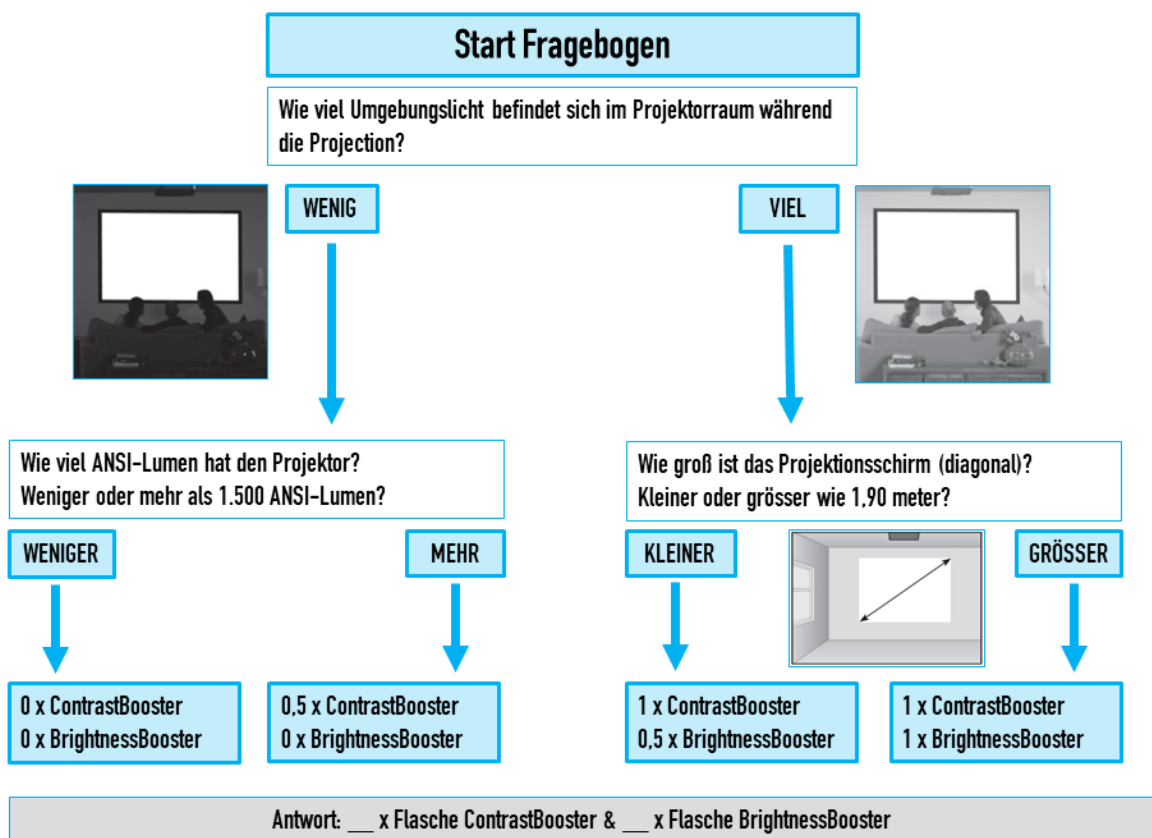 Start Fragebogen
Wie viel Umgebungslicht befindet sich im Projektorraum während
die Projection?
WENIG
VIEL
Wie viel ANSI-Lumen hat den Projektor?
Weniger oder mehr als 1.500 ANSI-Lumen?
Wie groß ist das Projektionsschirm (diagonal)?
Kleiner oder grösser wie 1,90 meter?
WENIGER
MEHR
KLEINER
GRÖSSER
0 x ContrastBooster
0 x BrightnessBooster
0,5 x ContrastBooster
0 x BrightnessBooster
1 x ContrastBooster
0,5 x BrightnessBooster
1 x ContrastBooster
1 x BrightnessBooster
Antwort: __ x Flasche ContrastBooster & __ x Flasche BrightnessBooster